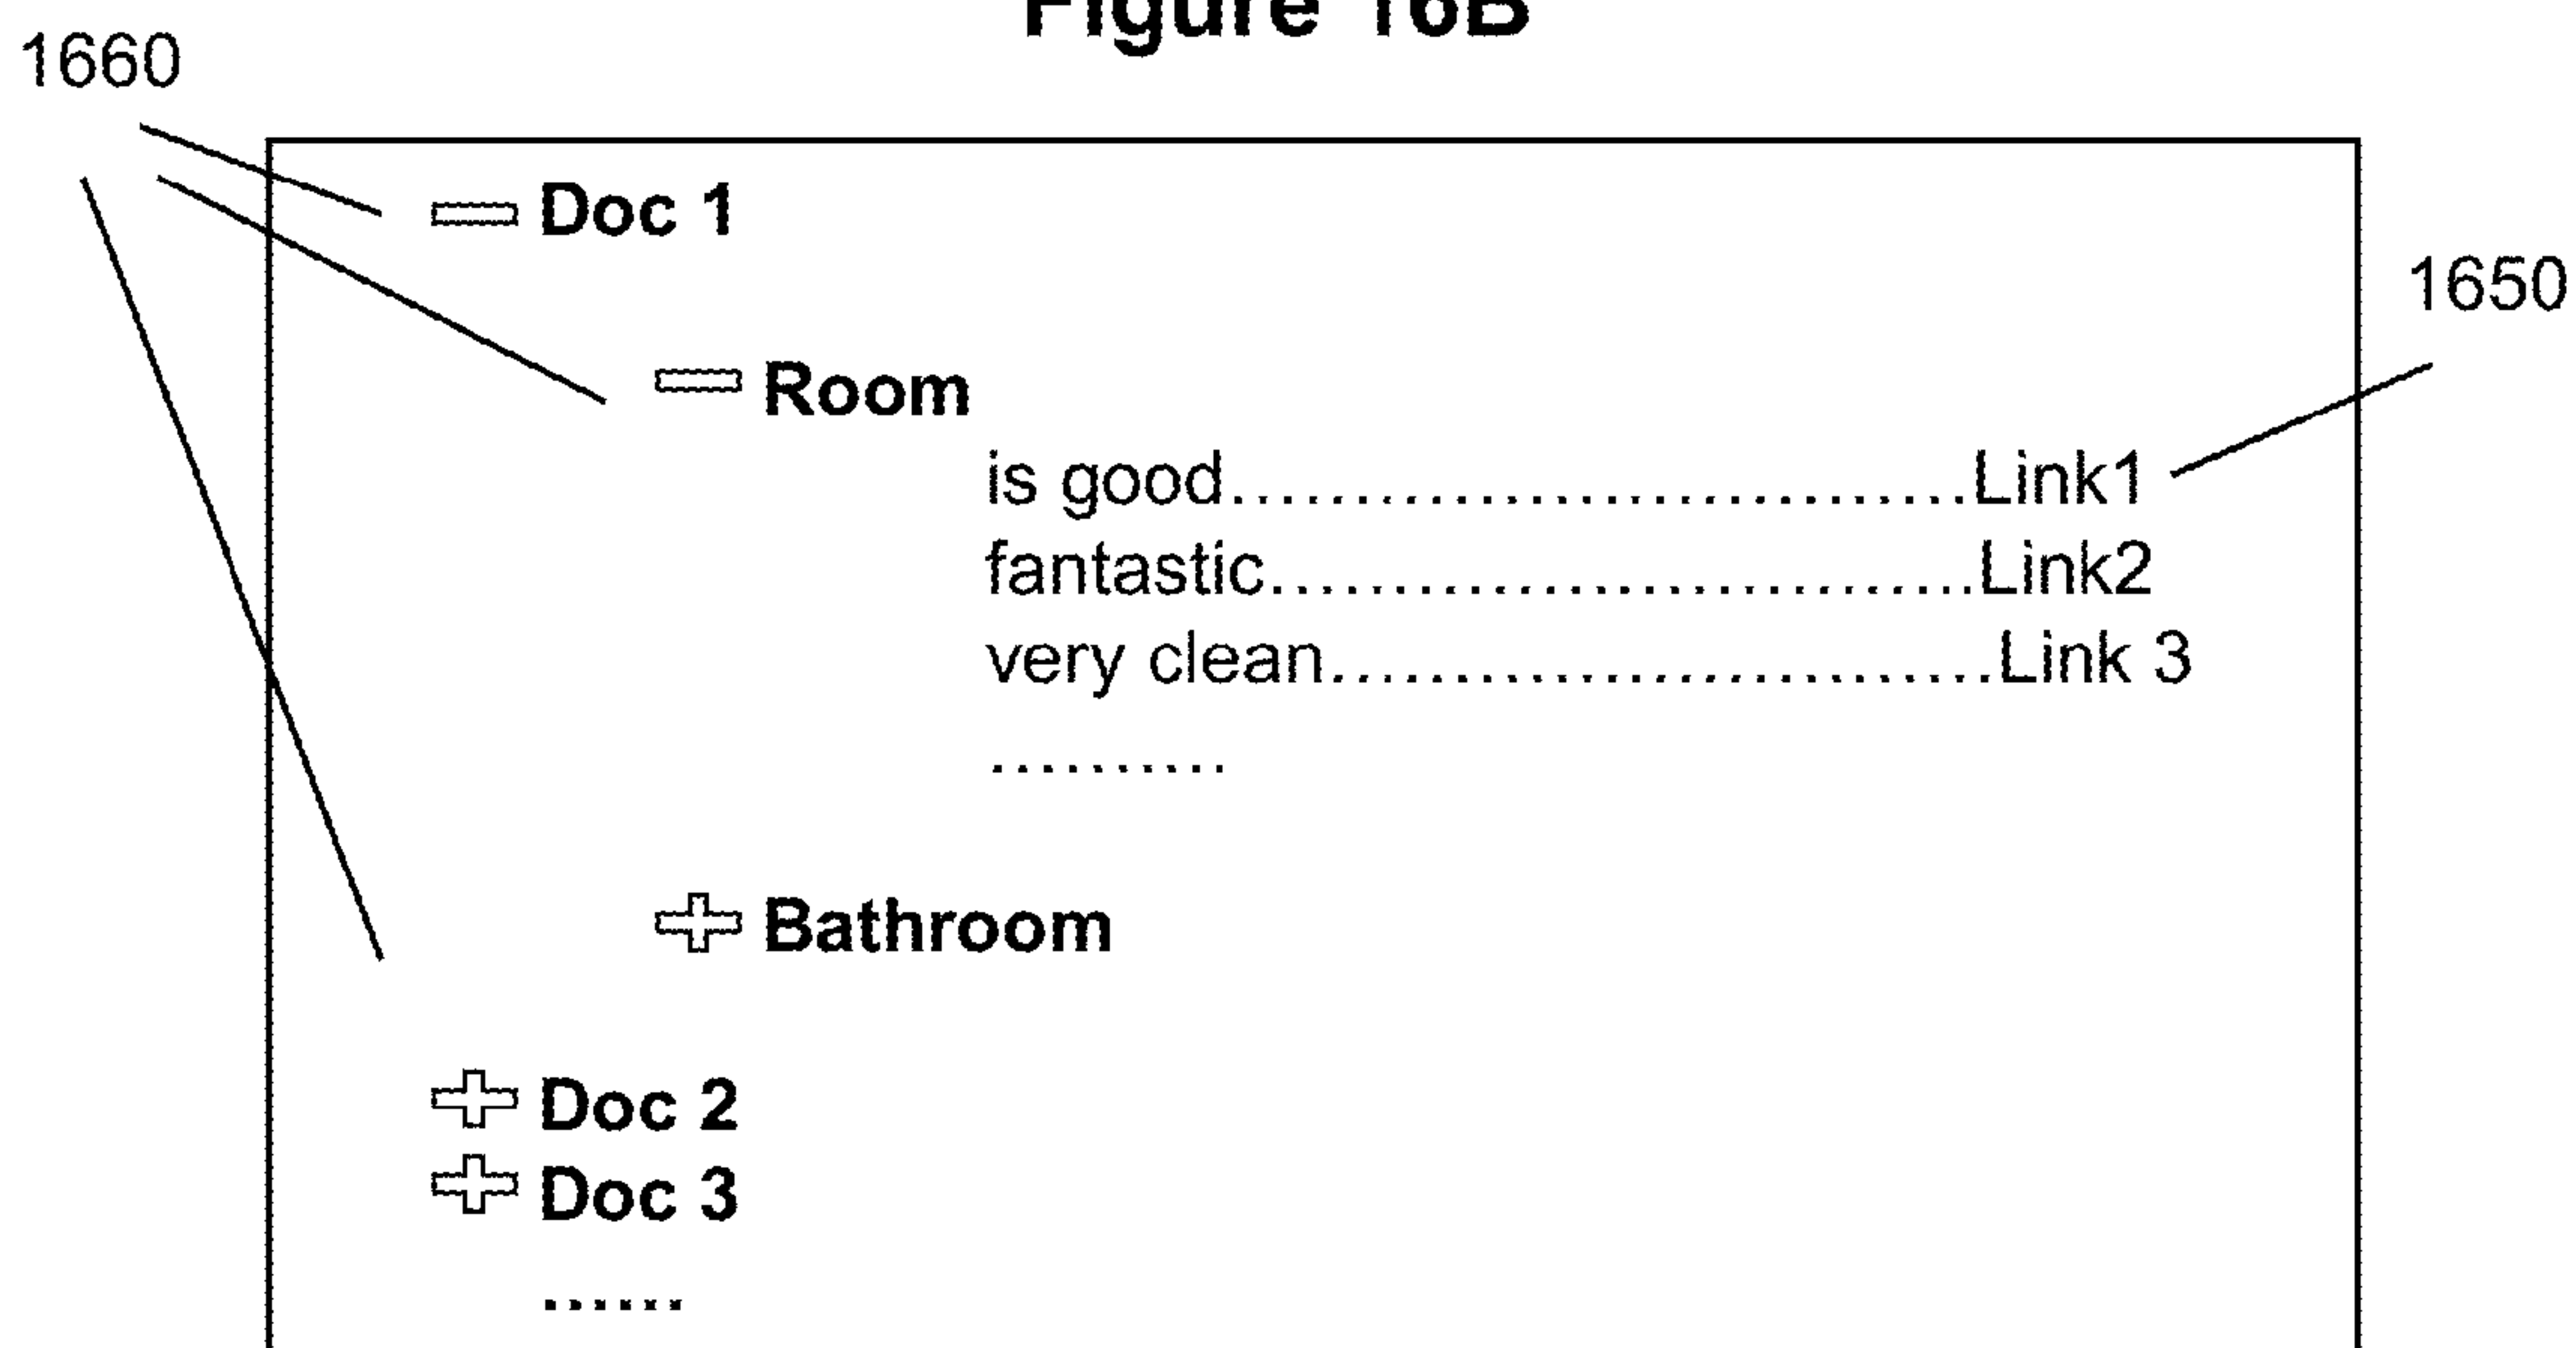 Figure 16B
1660
Doc 1
1650
Room
is good..............................Link1
fantastic.............................Link2
very clean...........................Link 3
..........
Bathroom
Doc 2
Doc 3
......